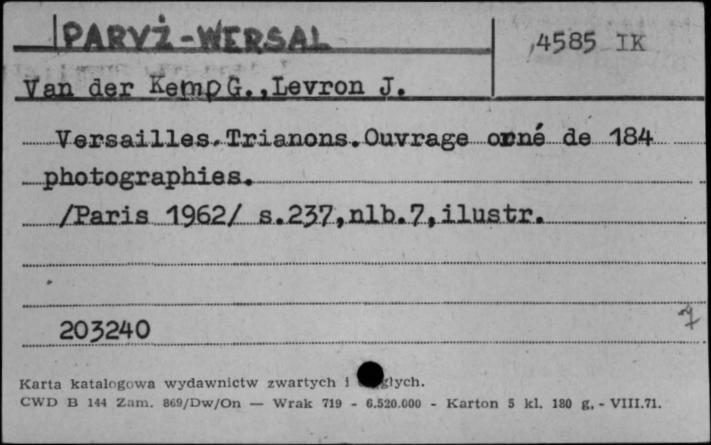 PARYŻ-WERSAL
4585 IK
Van der Kemp G.,Levron J.
Versailles.Trianons.Ouvrage orné de 184
photographies.
/Paris 1962/ s.237,nlb.7,ilustr.
203240
Karta katalogowa wydawnictw zwartych i
CWD B 144 Zam. 869/Dw/On — Wrak 719 - 6.520.000 - Karton 5 kl. 180 g. - VIII.71.